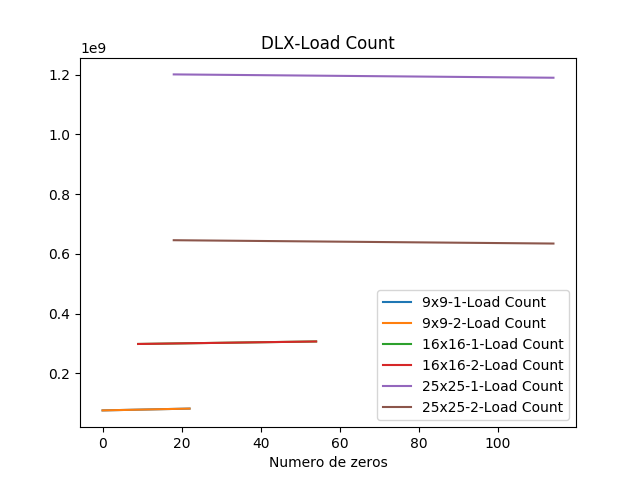 DLX-Load Count
1e9
1.2
1.0
0.8
0.6
0.4
0.2
9x9-1-Load Count
9x9-2-Load Count
16x16-1-Load Count
16x16-2-Load Count
25x25-1-Load Count
25x25-2-Load Count
0 20 40 60 80 100
Numero de zeros